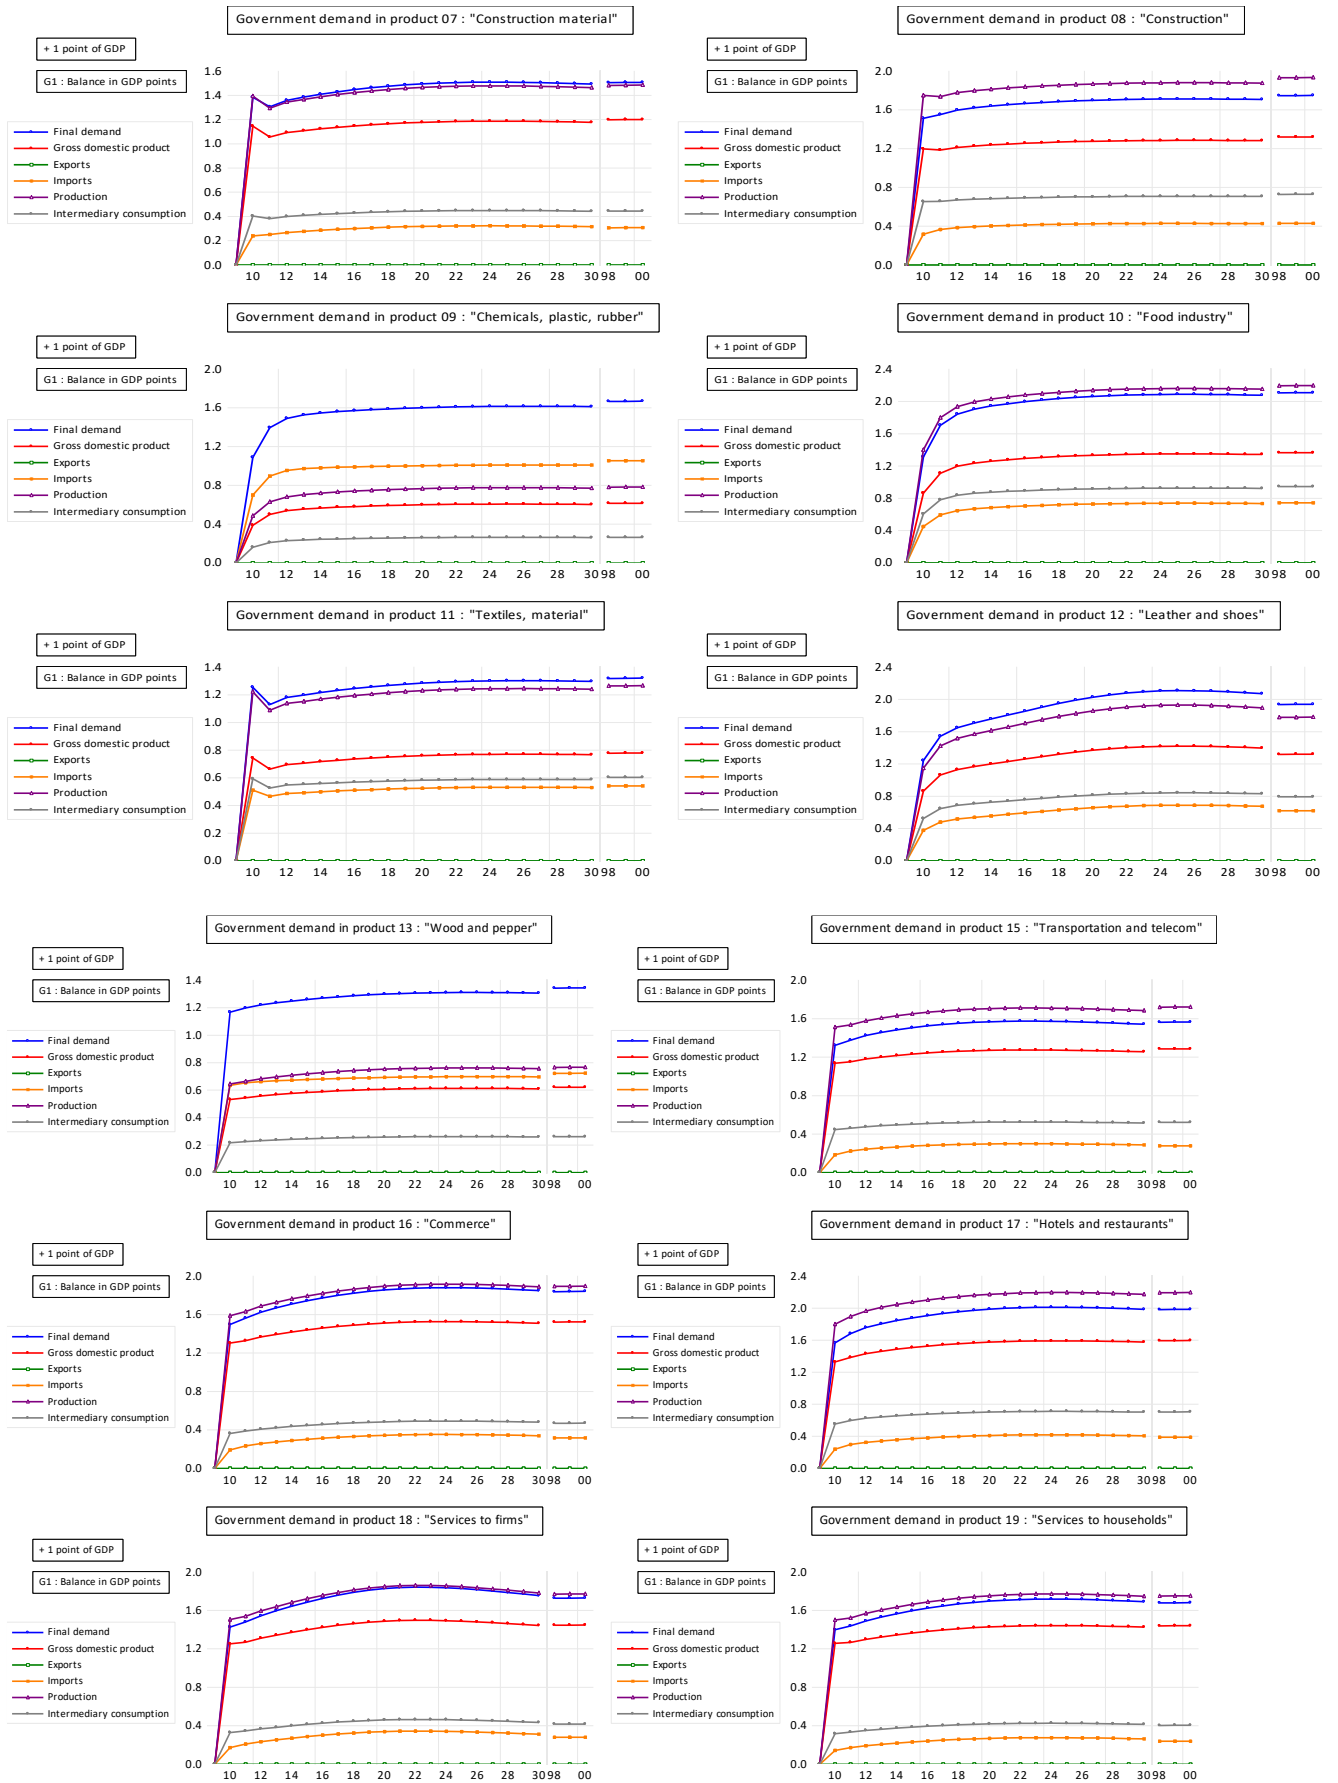 Government demand in product 07 : "Construction material"
+ 1 point of GDP
G1 : Balance in GDP points
Final demand
Gross domestic product
Exports
Imports
Production
Intermediary consumption
1.6
1.4
1.2
1.0
0.8
0.6
0.4
0.2
0.0
10 12 14 16 18 20 22 24 26 28 30 98 00
Government demand in product 08 : "Construction"
+ 1 point of GDP
G1 : Balance in GDP points
Final demand
Gross domestic product
Exports
Imports
Production
Intermediary consumption
2.0
1.6
1.2
0.8
0.4
0.0
10 12 14 16 18 20 22 24 26 28 30 98 00
Government demand in product 09 : "Chemicals, plastic, rubber"
+ 1 point of GDP
G1 : Balance in GDP points
Final demand
Gross domestic product
Exports
Imports
Production
Intermediary consumption
2.0
1.6
1.2
0.8
0.4
0.0
10 12 14 16 18 20 22 24 26 28 30 98 00
Government demand in product 10 : "Food industry"
+ 1 point of GDP
G1 : Balance in GDP points
Final demand
Gross domestic product
Exports
Imports
Production
Intermediary consumption
2.4
2.0
1.6
1.2
0.8
0.4
0.0
10 12 14 16 18 20 22 24 26 28 30 98 00
Government demand in product 11 : "Textiles, material"
+ 1 point of GDP
G1 : Balance in GDP points
Final demand
Gross domestic product
Exports
Imports
Production
Intermediary consumption
1.4
1.2
1.0
0.8
0.6
0.4
0.2
0.0
10 12 14 16 18 20 22 24 26 28 30 98 00
Government demand in product 12 : "Leather and shoes"
+ 1 point of GDP
G1 : Balance in GDP points
Final demand
Gross domestic product
Exports
Imports
Production
Intermediary consumption
2.4
2.0
1.6
1.2
0.8
0.4
0.0
10 12 14 16 18 20 22 24 26 28 30 98 00
Government demand in product 13 : "Wood and pepper"
+ 1 point of GDP
G1 : Balance in GDP points
Final demand
Gross domestic product
Exports
Imports
Production
Intermediary consumption
1.4
1.2
1.0
0.8
0.6
0.4
0.2
0.0
10 12 14 16 18 20 22 24 26 28 30 98 00
Government demand in product 15 : "Transportation and telecom"
+ 1 point of GDP
G1 : Balance in GDP points
Final demand
Gross domestic product
Exports
Imports
Production
Intermediary consumption
2.0
1.6
1.2
0.8
0.4
0.0
10 12 14 16 18 20 22 24 26 28 30 98 00
Government demand in product 16 : "Commerce"
+ 1 point of GDP
G1 : Balance in GDP points
Final demand
Gross domestic product
Exports
Imports
Production
Intermediary consumption
2.0
1.6
1.2
0.8
0.4
0.0
10 12 14 16 18 20 22 24 26 28 30 98 00
Government demand in product 17 : "Hotels and restaurants"
+ 1 point of GDP
G1 : Balance in GDP points
Final demand
Gross domestic product
Exports
Imports
Production
Intermediary consumption
2.4
2.0
1.6
1.2
0.8
0.4
0.0
10 12 14 16 18 20 22 24 26 28 30 98 00
Government demand in product 18 : "Services to firms"
+ 1 point of GDP
G1 : Balance in GDP points
Final demand
Gross domestic product
Exports
Imports
Production
Intermediary consumption
2.0
1.6
1.2
0.8
0.4
0.0
10 12 14 16 18 20 22 24 26 28 30 98 00
Government demand in product 19 : "Services to households"
+ 1 point of GDP
G1 : Balance in GDP points
Final demand
Gross domestic product
Exports
Imports
Production
Intermediary consumption
2.0
1.6
1.2
0.8
0.4
0.0
10 12 14 16 18 20 22 24 26 28 30 98 00